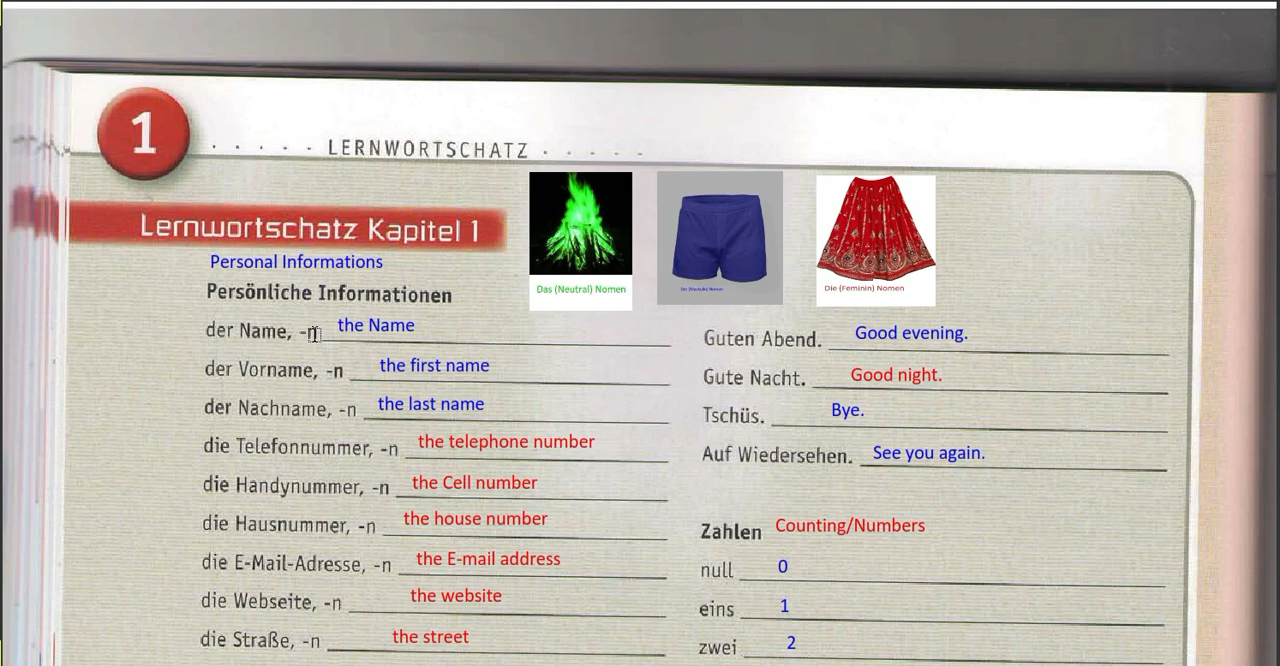 1
LERNWORTSCHATZ
Lernwortschatz Kapitel 1
Das (Neutral) Nomen
Die (Feminin) Nomen
Personal Informations
Persönliche Informationen
der Name, -n the Name
der Vorname, -n the first name
der Nachname, -n the last name
die Telefonnummer, -n the telephone number
die Handynummer, -n the Cell number
die Hausnummer, -n the house number
die E-Mail-Adresse, -n the E-mail address
die Webseite, -n the website
die Straße, -n the street
Guten Abend. Good evening.
Gute Nacht. Good night.
Tschüs. Bye.
Auf Wiedersehen. See you again.
Zahlen Counting/Numbers
null 0
eins 1
zwei 2